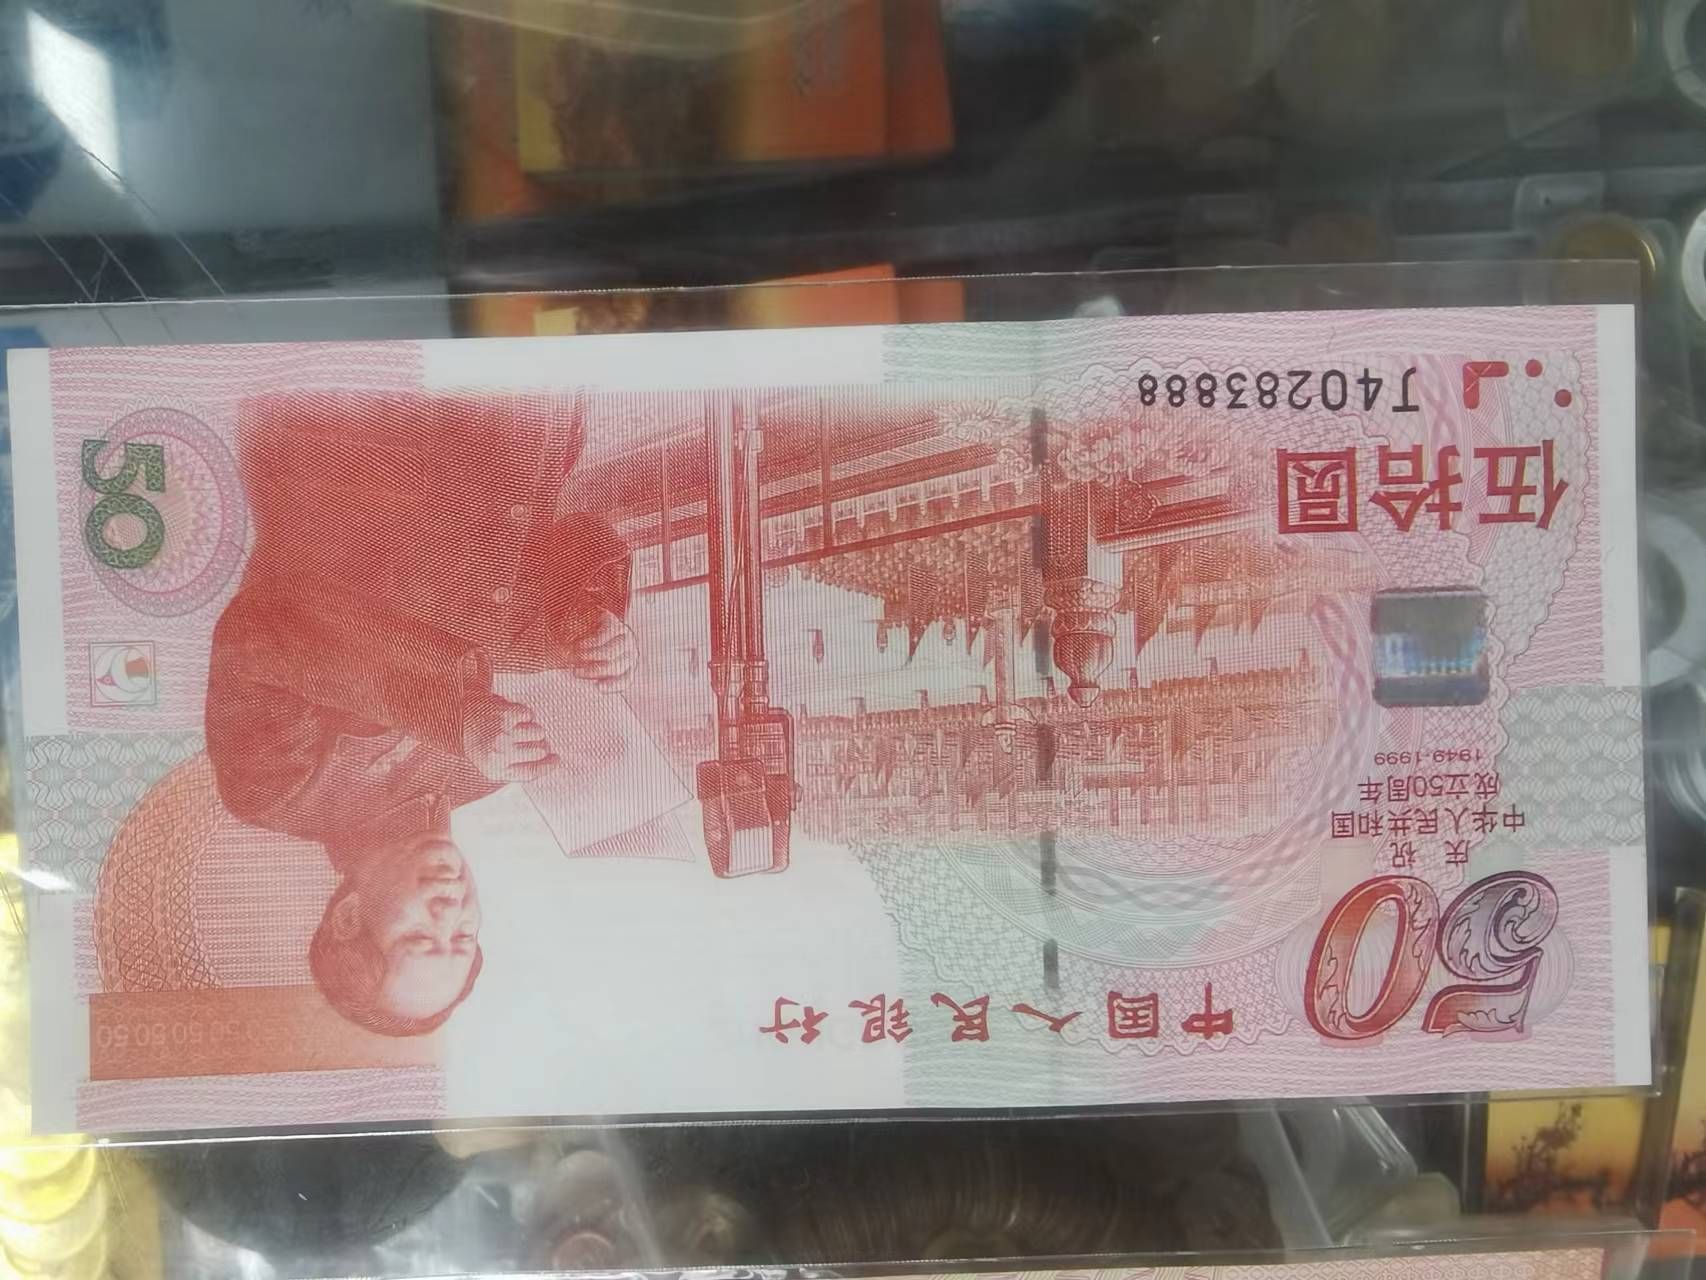 中国人民银行
50
庆 祝
中华人民共和国
成立50周年
1949-1999
伍拾圆
J40283888
50